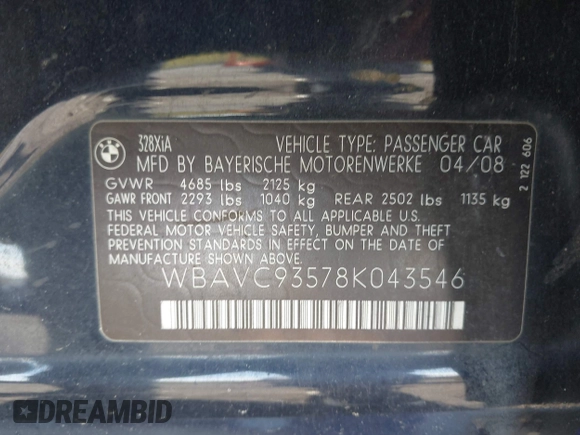 328XiA VEHICLE TYPE: PASSENGER CAR
MFD BY BAYERISCHE MOTORENWERKE 04/08
GVWR 4685 lbs 2125 kg
GAWR FRONT 2293 lbs 1040 kg REAR 2502 lbs 1135 kg
THIS VEHICLE CONFORMS TO ALL APPLICABLE U.S.
FEDERAL MOTOR VEHICLE SAFETY, BUMPER AND THEFT
PREVENTION STANDARDS IN EFFECT ON THE DATE OF
MANUFACTURE SHOWN ABOVE.
WBAVC93578K043546
2 122 606
BMW
DREAMBID